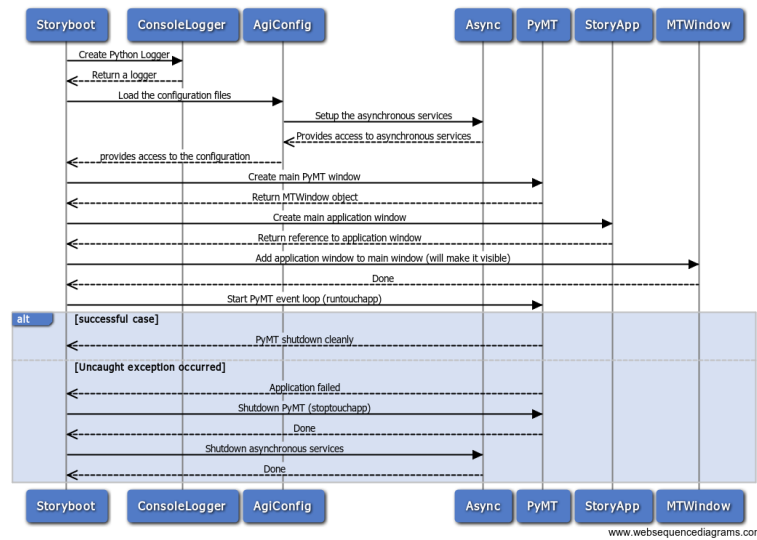 Storyboot ConsoleLogger AgiConfig Async PyMT StoryApp MTWindow
Create Python Logger
Return a logger
Load the configuration files
Setup the asynchronous services
Provides access to asynchronous services
provides access to the configuration
Create main PyMT window
Return MTWindow object
Create main application window
Return reference to application window
Add application window to main window (will make it visible)
Done
Start PyMT event loop (runtouchapp)
alt [successful case]
PyMT shutdown cleanly
[Uncaught exception occurred]
Application failed
Shutdown PyMT (stoptouchapp)
Done
Shutdown asynchronous services
Done
Storyboot ConsoleLogger AgiConfig Async PyMT StoryApp MTWindow
www.websequencediagrams.com